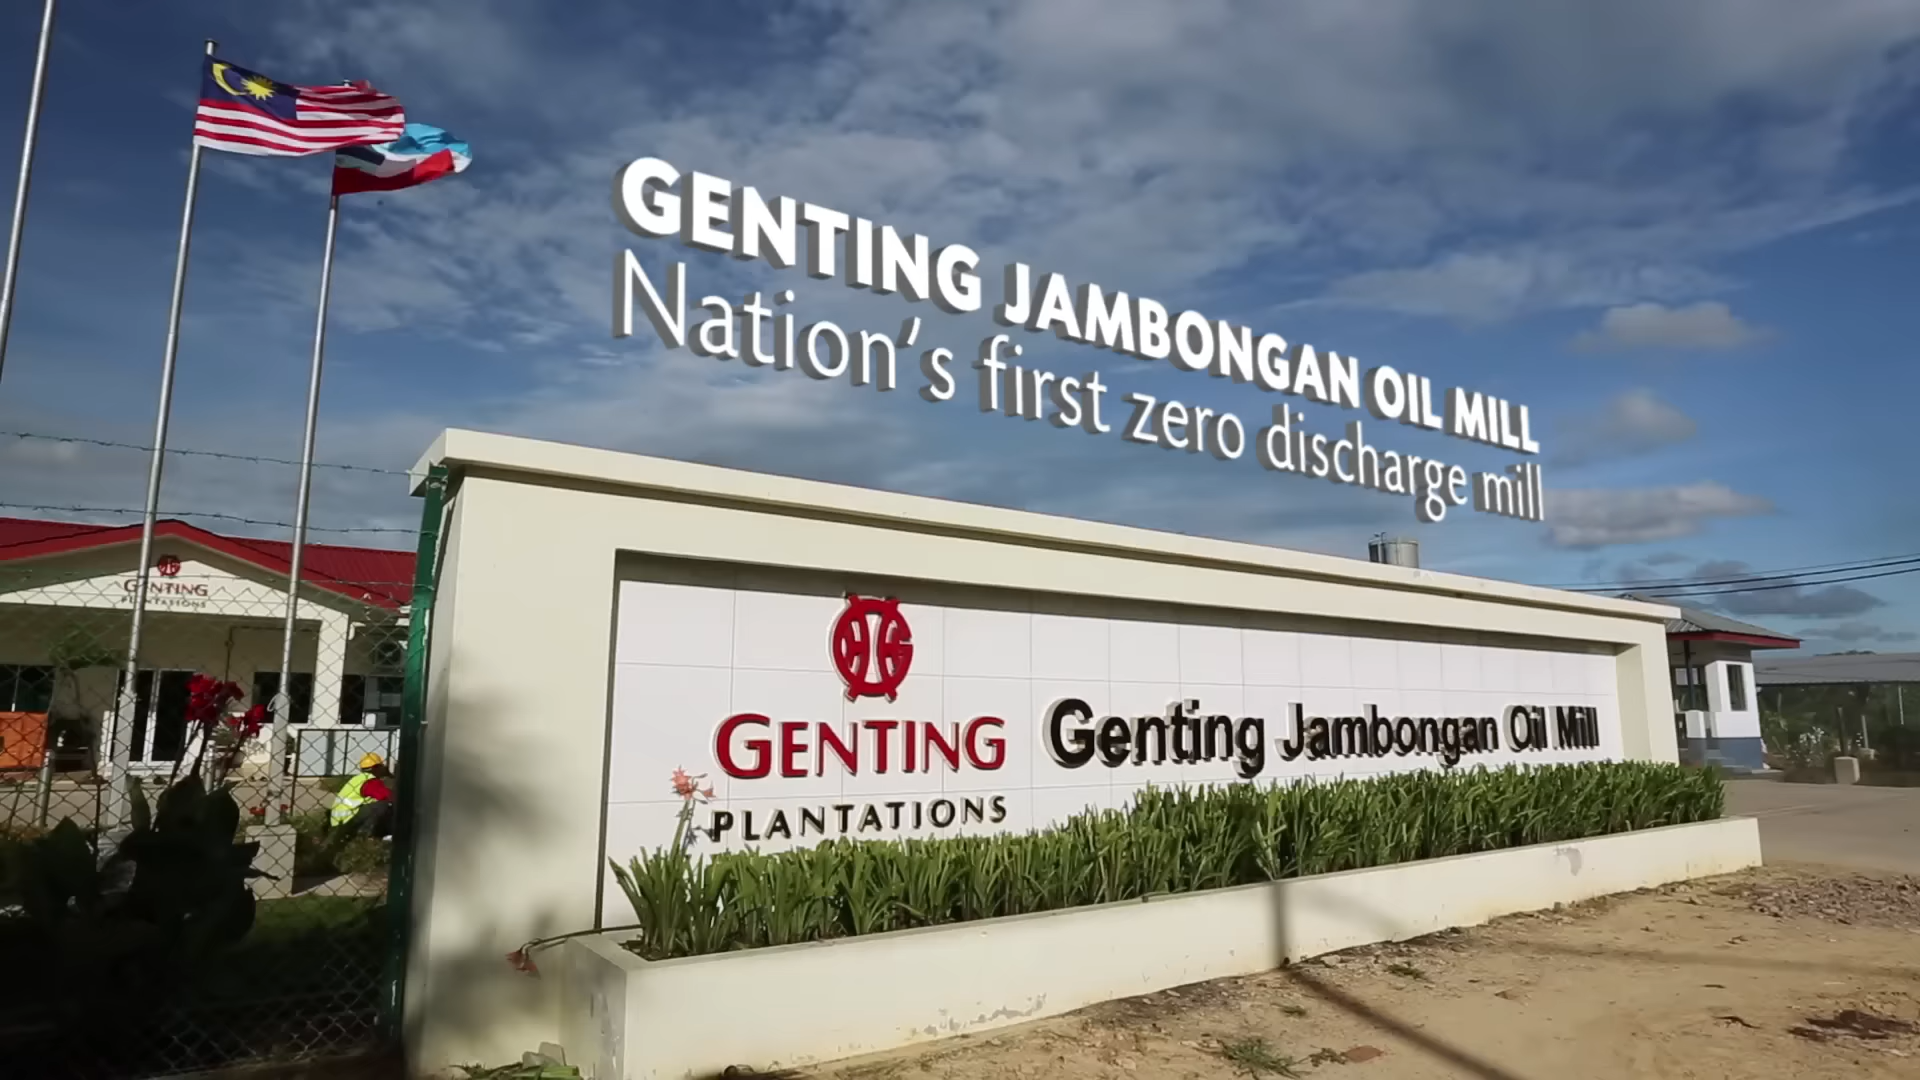 GENTING JAMBONGAN OIL MILL
Nation's first zero discharge mill
GENTING
PLANTATIONS
GENTING
PLANTATIONS
Genting Jambongan Oil Mill